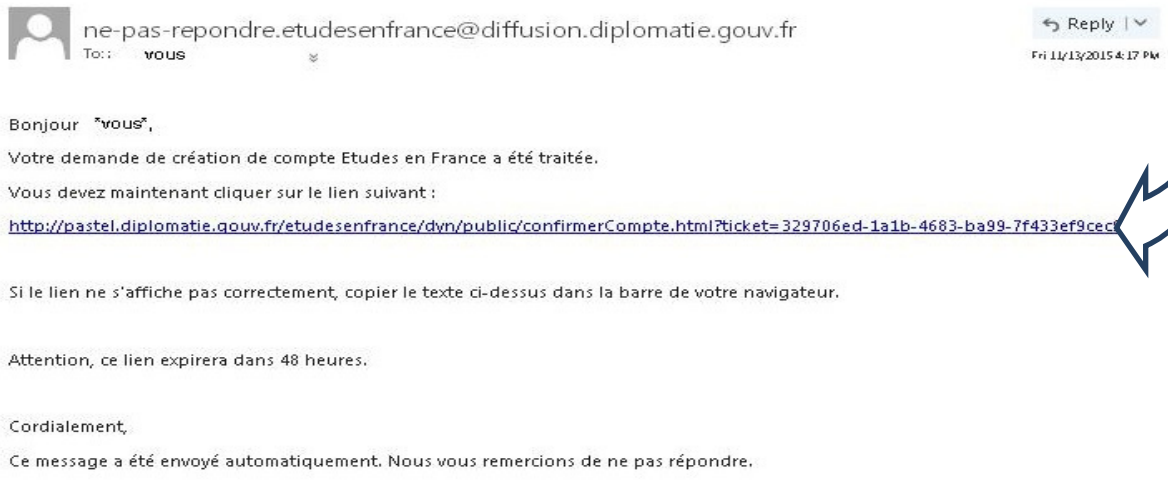 ne-pas-repondre.etudesenfrance@diffusion.diplomatie.gouv.fr
Reply
To: vous
Fri 11/13/2015 4:17 PM
Bonjour *vous*,
Votre demande de création de compte Etudes en France a été traitée.
Vous devez maintenant cliquer sur le lien suivant :
http://pastel.diplomatie.gouv.fr/etudesenfrance/dyn/public/confirmerCompte.html?ticket=329706ed-1a1b-4683-ba99-7f433ef9cec
Si le lien ne s'affiche pas correctement, copier le texte ci-dessus dans la barre de votre navigateur.
Attention, ce lien expirera dans 48 heures.
Cordialement,
Ce message a été envoyé automatiquement. Nous vous remercions de ne pas répondre.